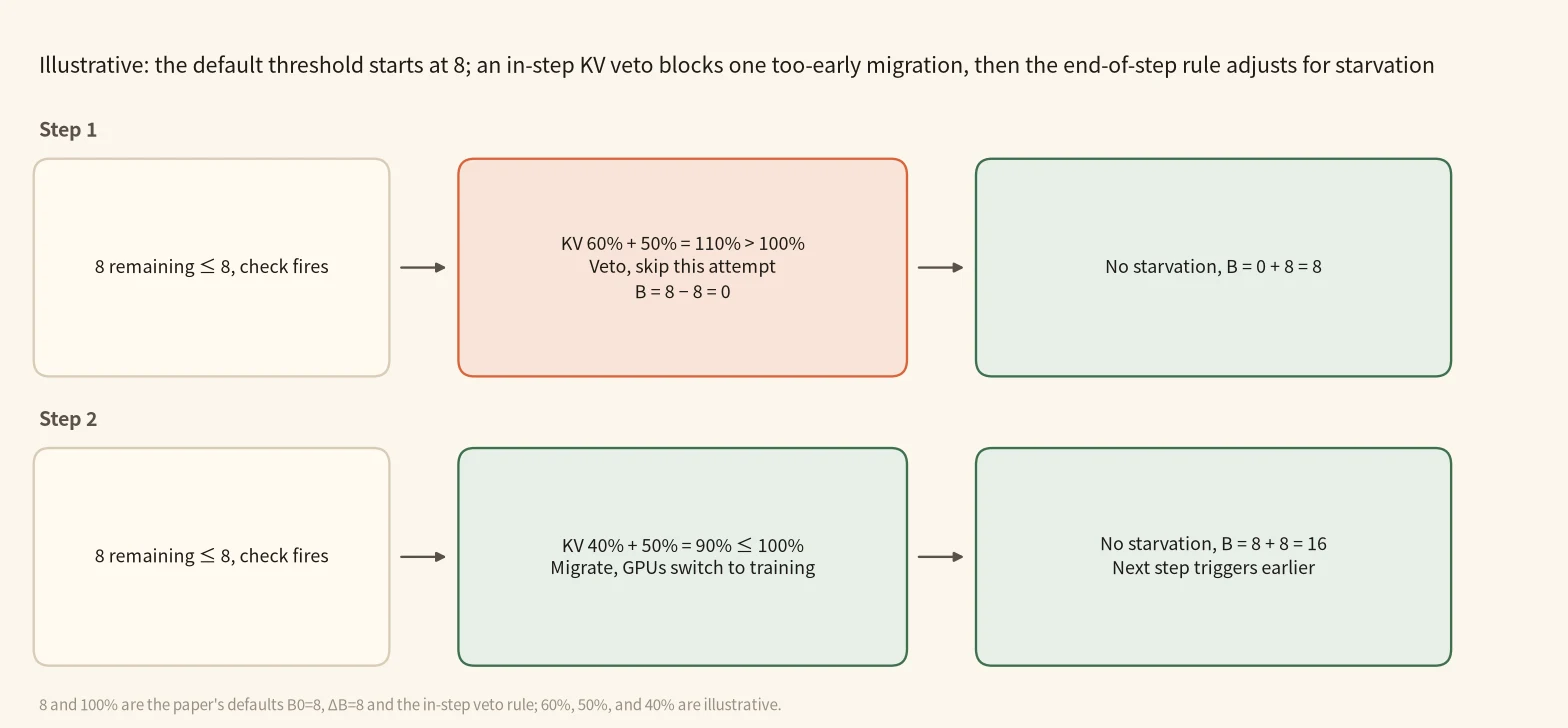 Illustrative: the default threshold starts at 8; an in-step KV veto blocks one too-early migration, then the end-of-step rule adjusts for starvation
Step 1
8 remaining ≤ 8, check fires
KV 60% + 50% = 110% > 100%
Veto, skip this attempt
B = 8 − 8 = 0
No starvation, B = 0 + 8 = 8
Step 2
8 remaining ≤ 8, check fires
KV 40% + 50% = 90% ≤ 100%
Migrate, GPUs switch to training
No starvation, B = 8 + 8 = 16
Next step triggers earlier
8 and 100% are the paper's defaults B0=8, ΔB=8 and the in-step veto rule; 60%, 50%, and 40% are illustrative.